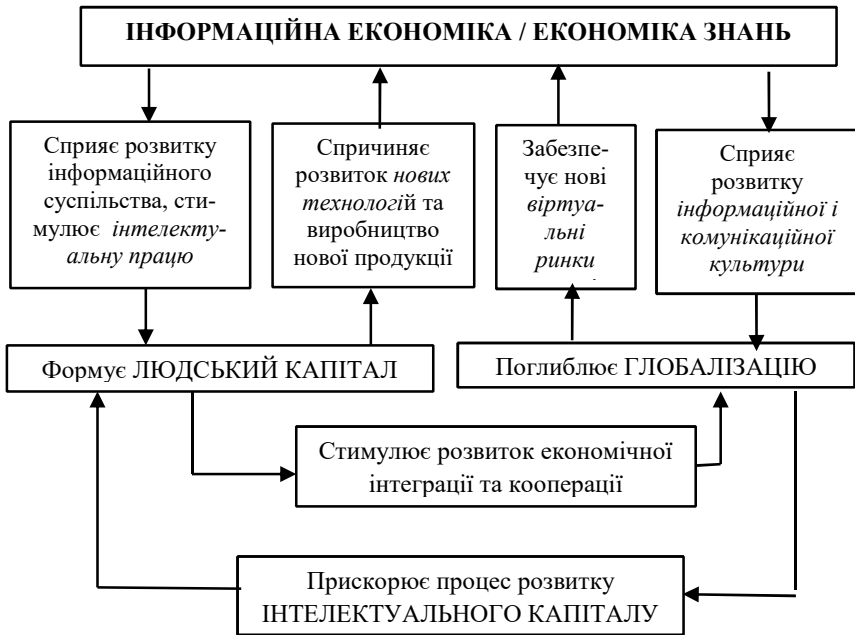 ІНФОРМАЦІЙНА ЕКОНОМІКА / ЕКОНОМІКА ЗНАНЬ
Сприяє розвитку
інформаційного
суспільства, сти-
мулює інтелекту-
альну працю
Спричиняє
розвиток нових
технологій та
виробництво
нової продукції
Забезпе-
чує нові
віртуа-
льні
ринки
Сприяє
розвитку
інформаційної і
комунікаційної
культури
Формує ЛЮДСЬКИЙ КАПІТАЛ
Поглиблює ГЛОБАЛІЗАЦІЮ
Стимулює розвиток економічної
інтеграції та кооперації
Прискорює процес розвитку
ІНТЕЛЕКТУАЛЬНОГО КАПІТАЛУ